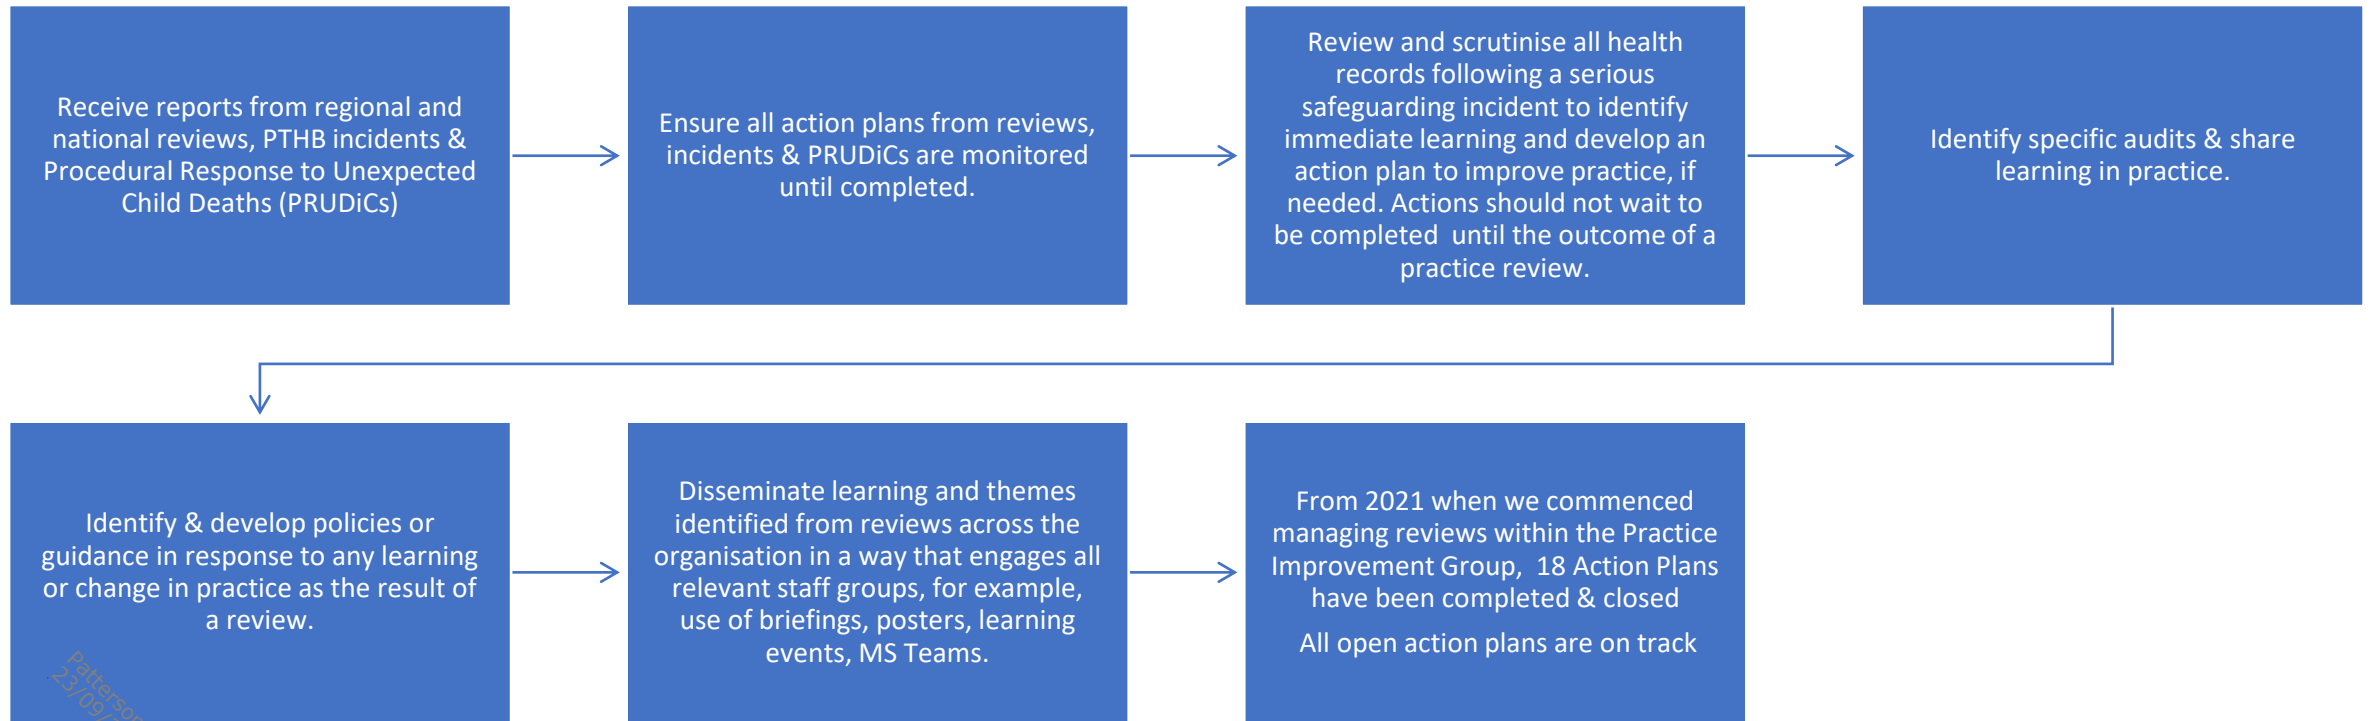 Receive reports from regional and
national reviews, PTHB incidents &
Procedural Response to Unexpected
Child Deaths (PRUDiCs)
Ensure all action plans from reviews,
incidents & PRUDiCs are monitored
until completed.
Review and scrutinise all health
records following a serious
safeguarding incident to identify
immediate learning and develop an
action plan to improve practice, if
needed. Actions should not wait to
be completed  until the outcome of a
practice review.
Identify specific audits & share
learning in practice.
Identify & develop policies or
guidance in response to any learning
or change in practice as the result of
a review.
Disseminate learning and themes
identified from reviews across the
organisation in a way that engages all
relevant staff groups, for example,
use of briefings, posters, learning
events, MS Teams.
From 2021 when we commenced
managing reviews within the Practice
Improvement Group,  18 Action Plans
have been completed & closed
All open action plans are on track
Patterson
23/09/